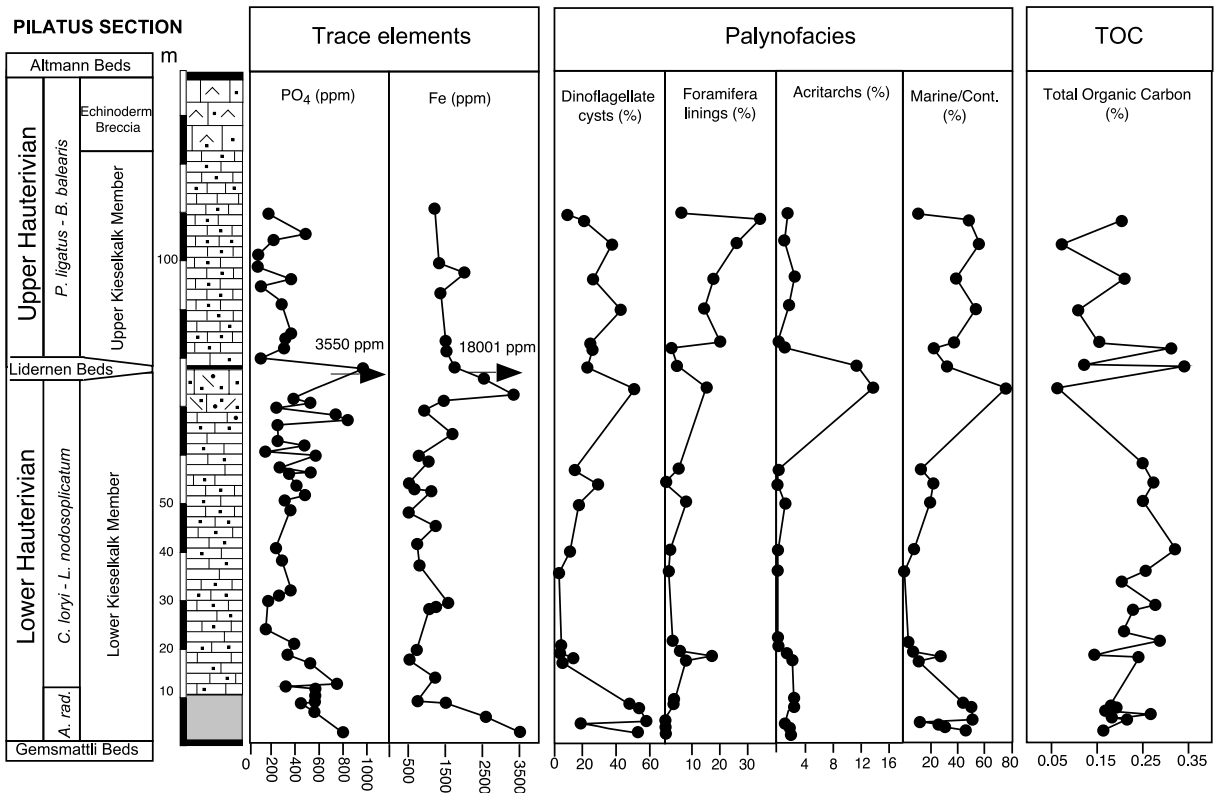 PILATUS SECTION
m
Trace elements
Palynofacies
TOC
Altmann Beds
PO4 (ppm)
Fe (ppm)
Dinoflagellate
cysts (%)
Foramifera
linings (%)
Acritarchs (%)
Marine/Cont.
(%)
Total Organic Carbon
(%)
Upper Hauterivian
P. ligatus - B. balearis
Echinoderm
Breccia
Upper Kieselkalk Member
100
3550 ppm
18001 ppm
Lidernen Beds
Lower Hauterivian
C. loryi - L. nodosoplicatum
Lower Kieselkalk Member
50
40
30
20
10
A. rad.
Gemsmattli Beds
0 200 400 600 800 1000
500 1500 2500 3500
0 20 40 60
0 10 20 30
4 8 12 16
20 40 60 80
0.05 0.15 0.25 0.35